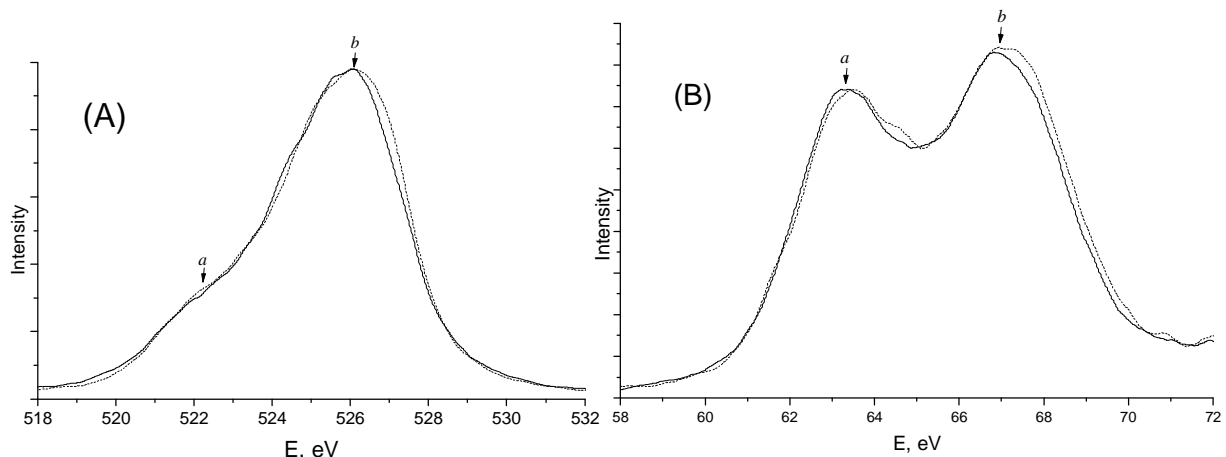 (A)
Intensity
a
b
518 520 522 524 526 528 530 532
E, eV
(B)
Intensity
a
b
58 60 62 64 66 68 70 72
E, eV